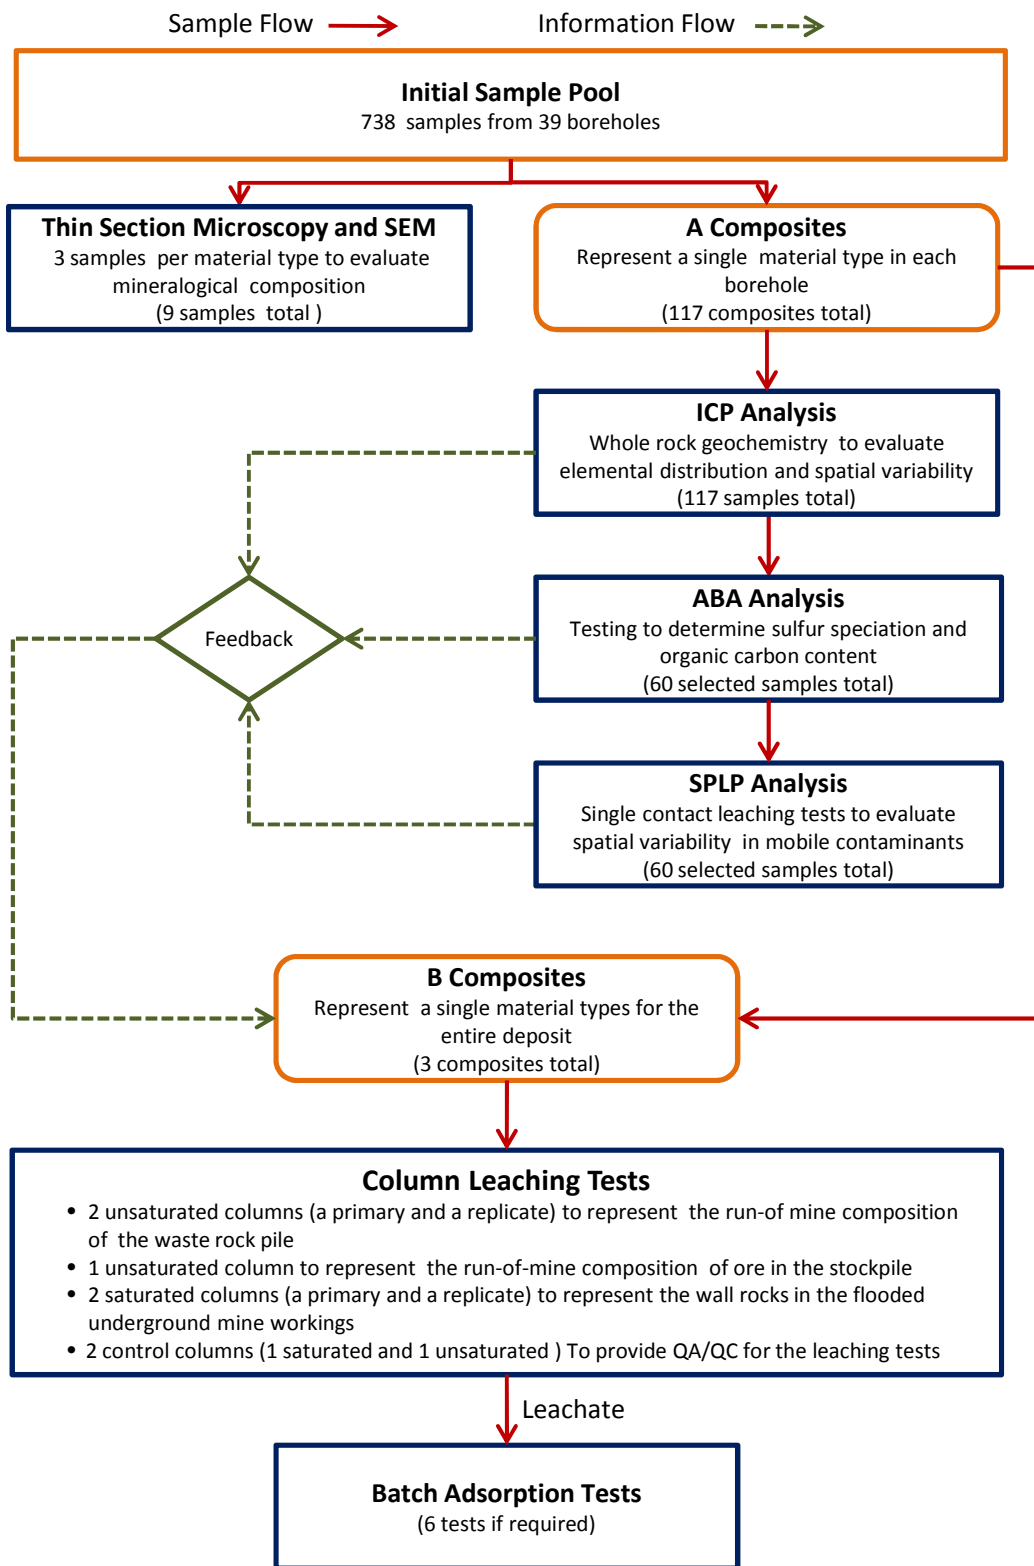 Sample Flow
Information Flow
Initial Sample Pool
738 samples from 39 boreholes
Thin Section Microscopy and SEM
3 samples per material type to evaluate
mineralogical composition
(9 samples total )
A Composites
Represent a single material type in each
borehole
(117 composites total)
ICP Analysis
Whole rock geochemistry to evaluate
elemental distribution and spatial variability
(117 samples total)
ABA Analysis
Testing to determine sulfur speciation and
organic carbon content
(60 selected samples total)
Feedback
SPLP Analysis
Single contact leaching tests to evaluate
spatial variability in mobile contaminants
(60 selected samples total)
B Composites
Represent a single material types for the
entire deposit
(3 composites total)
Column Leaching Tests
• 2 unsaturated columns (a primary and a replicate) to represent the run-of mine composition
of the waste rock pile
• 1 unsaturated column to represent the run-of-mine composition of ore in the stockpile
• 2 saturated columns (a primary and a replicate) to represent the wall rocks in the flooded
underground mine workings
• 2 control columns (1 saturated and 1 unsaturated ) To provide QA/QC for the leaching tests
Leachate
Batch Adsorption Tests
(6 tests if required)